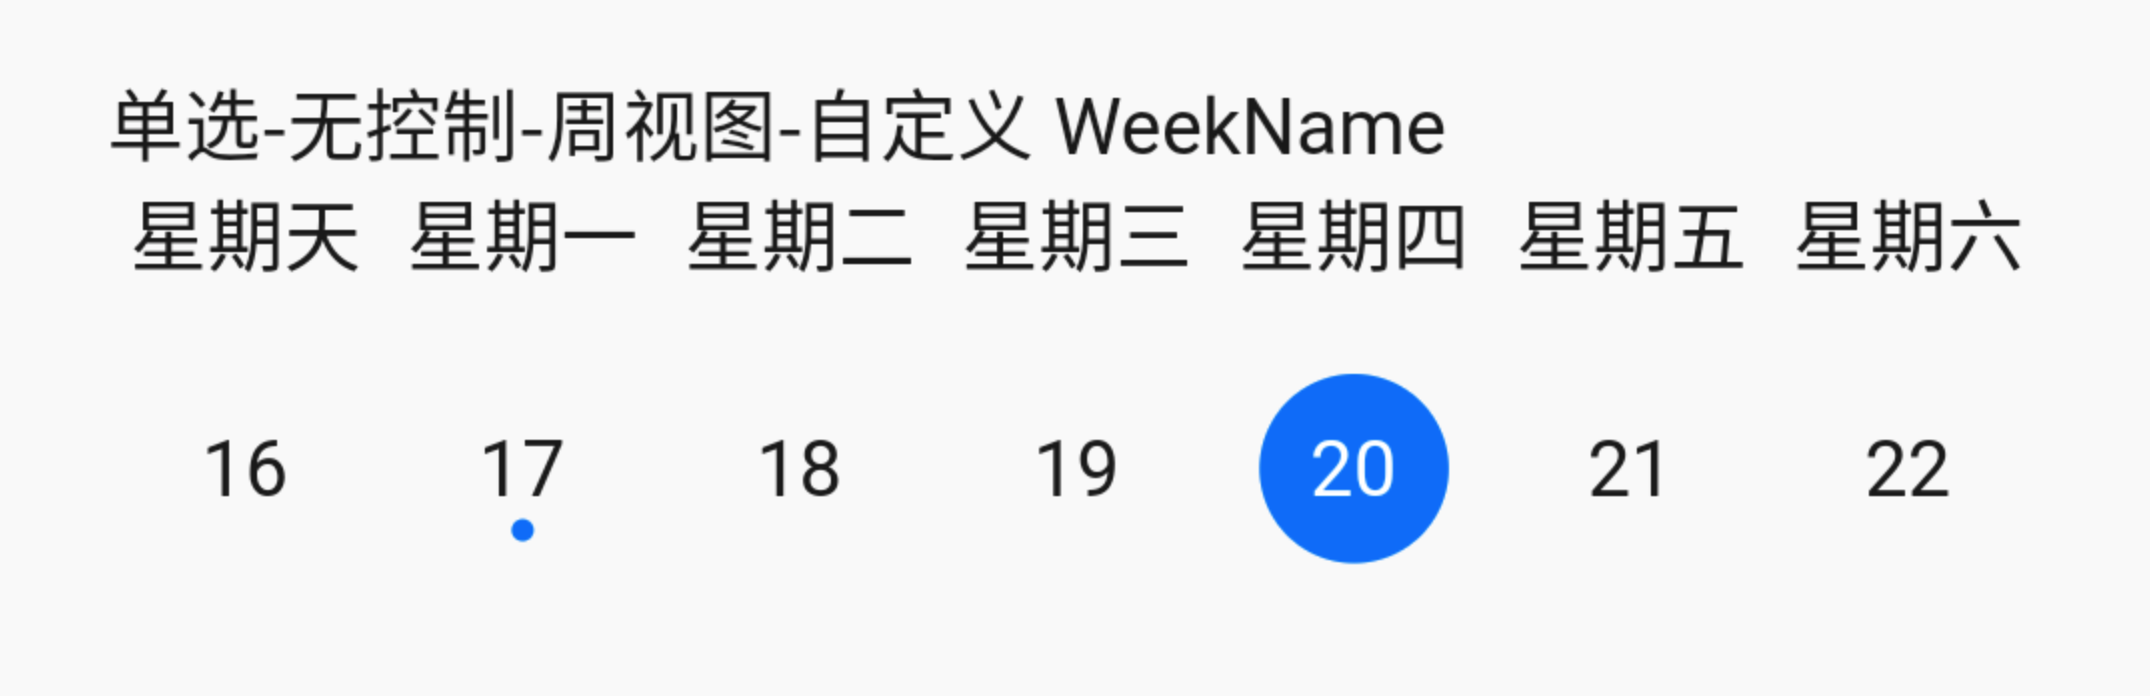 单选-无控制-周视图-自定义 WeekName
星期天 星期一 星期二 星期三 星期四 星期五 星期六
16 17 18 19 20 21 22